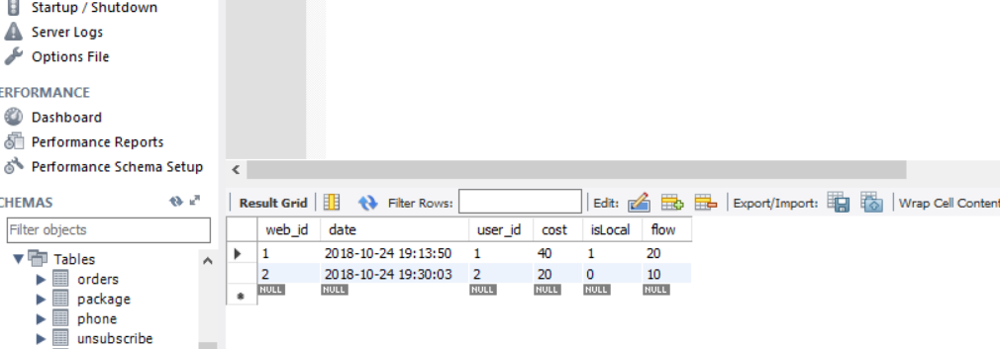 Startup / Shutdown
Server Logs
Options File
ERFORMANCE
Dashboard
Performance Reports
Performance Schema Setup
CHEMAS
Filter objects
Tables
orders
package
phone
unsubscribe
Result Grid Filter Rows: Edit: Export/Import: Wrap Cell Content
web_id date user_id cost isLocal flow
1 2018-10-24 19:13:50 1 40 1 20
2 2018-10-24 19:30:03 2 20 0 10
NULL NULL NULL NULL NULL NULL